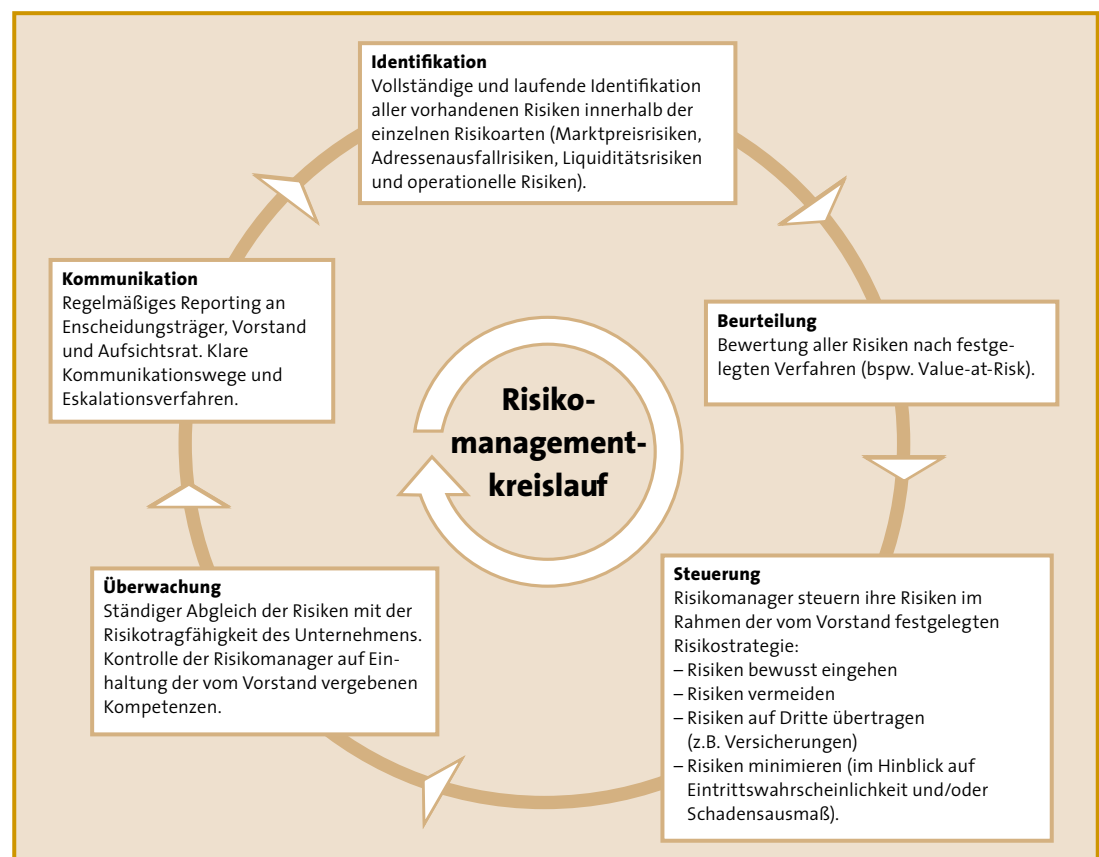 Identifikation
Vollständige und laufende Identifikation
aller vorhandenen Risiken innerhalb der
einzelnen Risikoarten (Marktpreisrisiken,
Adressenausfallrisiken, Liquiditätsrisiken
und operationelle Risiken).
Beurteilung
Bewertung aller Risiken nach festge-
legten Verfahren (bspw. Value-at-Risk).
Steuerung
Risikomanager steuern ihre Risiken im
Rahmen der vom Vorstand festgelegten
Risikostrategie:
– Risiken bewusst eingehen
– Risiken vermeiden
– Risiken auf Dritte übertragen
(z.B. Versicherungen)
– Risiken minimieren (im Hinblick auf
Eintrittswahrscheinlichkeit und/oder
Schadensausmaß).
Überwachung
Ständiger Abgleich der Risiken mit der
Risikotragfähigkeit des Unternehmens.
Kontrolle der Risikomanager auf Ein-
haltung der vom Vorstand vergebenen
Kompetenzen.
Kommunikation
Regelmäßiges Reporting an
Enscheidungsträger, Vorstand
und Aufsichtsrat. Klare
Kommunikationswege und
Eskalationsverfahren.
Risiko-
management-
kreislauf